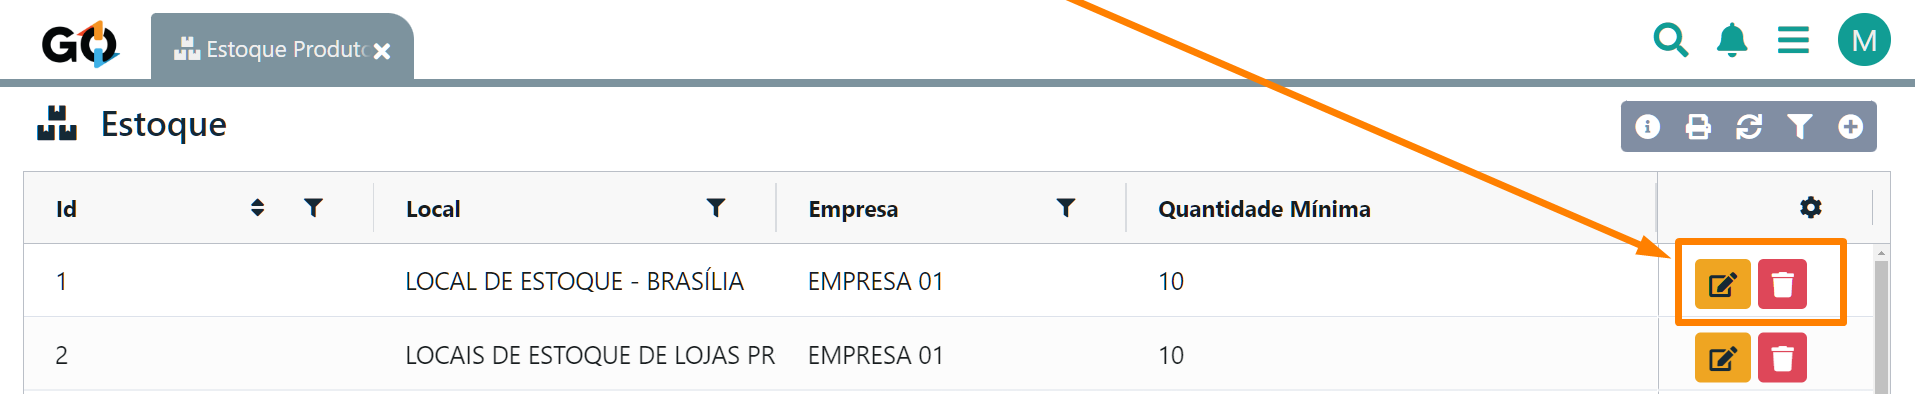 GO Estoque Produto M
Estoque
Id Local Empresa Quantidade Mínima
1 LOCAL DE ESTOQUE - BRASÍLIA EMPRESA 01 10
2 LOCAIS DE ESTOQUE DE LOJAS PR EMPRESA 01 10